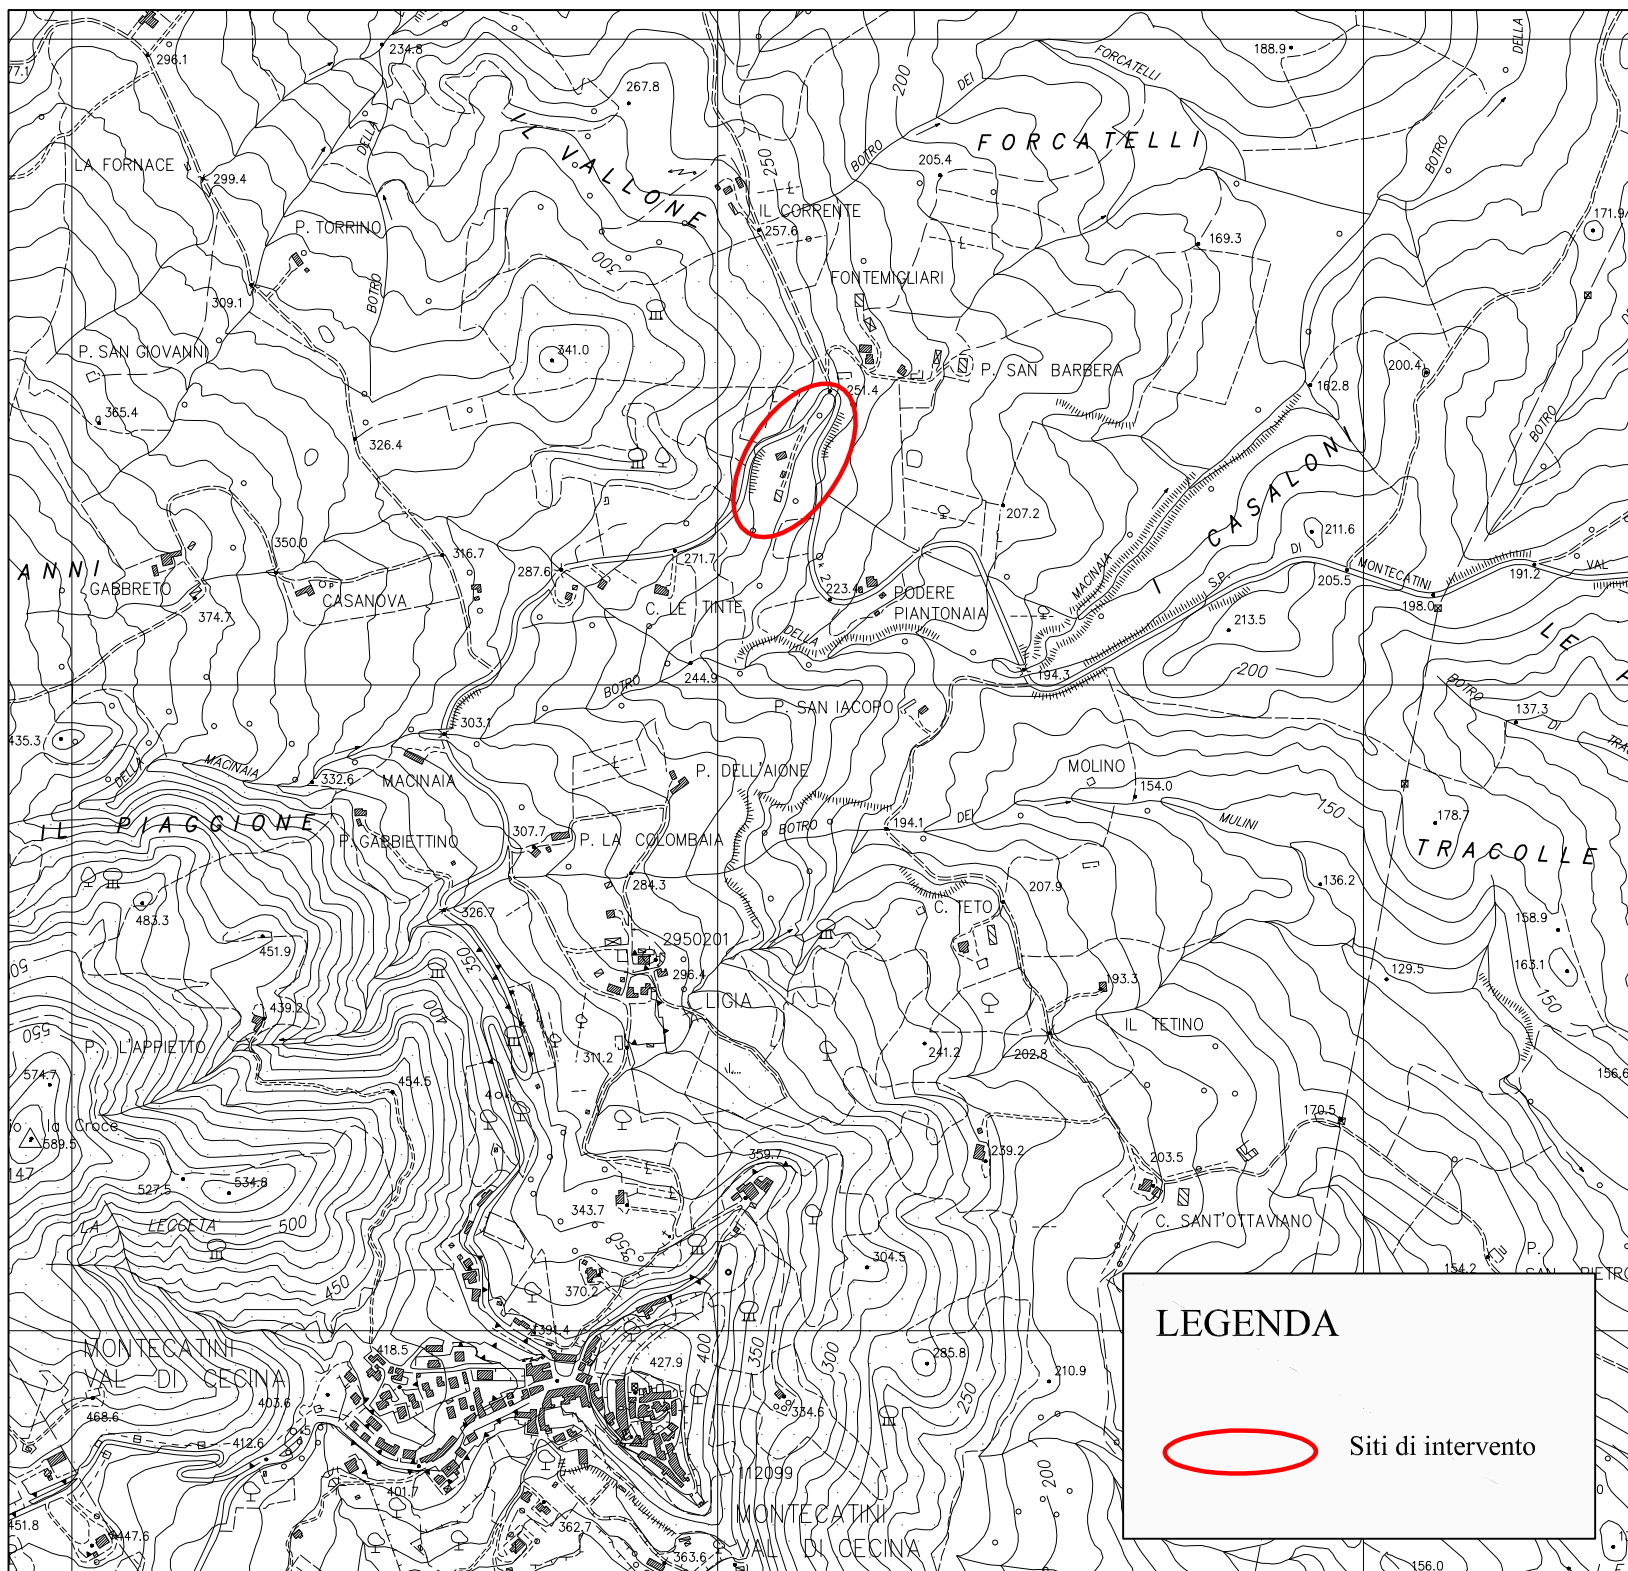 188.9
DELLA
FORCATELLI
234.8
296.1
77.1
DEI
200
267.8
IL VALLONE
FORCATELLI
DELLA
BOTRO
BOTRO
250
LA FORNACE
205.4
299.4
IL CORRENTE
171.9
P. TORRINO
257.6
169.3
300
FONTEMIGLIARI
BOTRO
309.1
P. SAN GIOVANNI
341.0
P. SAN BARBERA
200.4
162.8
251.4
365.4
BOTRO
326.4
I CASALONI
207.2
211.6
350.0
316.7
271.7
DI
MACINAIA
S.P.
MONTECATINI
VAL
ANNI
287.6
205.5
191.2
GABBRETO
CASANOVA
223.4
PODERE
PIANTONAIA
198.0
C. LE TINTE
374.7
213.5
DELLA
LE
194.3
200
BOTRO
244.9
BOTRO
P. SAN IACOPO
137.3
DI
303.1
435.3
MACINAIA
DELLA
P. DELL'AIONE
MOLINO
332.6
MACINAIA
154.0
150
IL PIAGGIONE
307.7
BOTRO
194.1
DEI
MULINI
178.7
P. GABBIETTINO
P. LA COLOMBAIA
TRACOLLE
284.3
207.9
136.2
483.3
326.7
C. TETO
158.9
451.9
2950201
350
296.4
163.1
129.5
50
LIGIA
193.3
439.2
400
150
550
P. L'APPIETTO
IL TETINO
311.2
241.2
202.8
574.7
454.5
156.6
la Croce
589.5
170.5
359.7
239.2
203.5
147
527.5
534.8
343.7
LA LECCETA
500
C. SANT'OTTAVIANO
350
304.5
P.
154.2
450
370.2
LEGENDA
391.4
MONTECATINI
VAL DI CECINA
418.5
400
350
300
427.9
285.8
210.9
250
403.6
468.6
334.6
412.6
Siti di intervento
112099
200
401.7
MONTECATINI
VAL DI CECINA
451.8
447.6
362.7
363.6
156.0